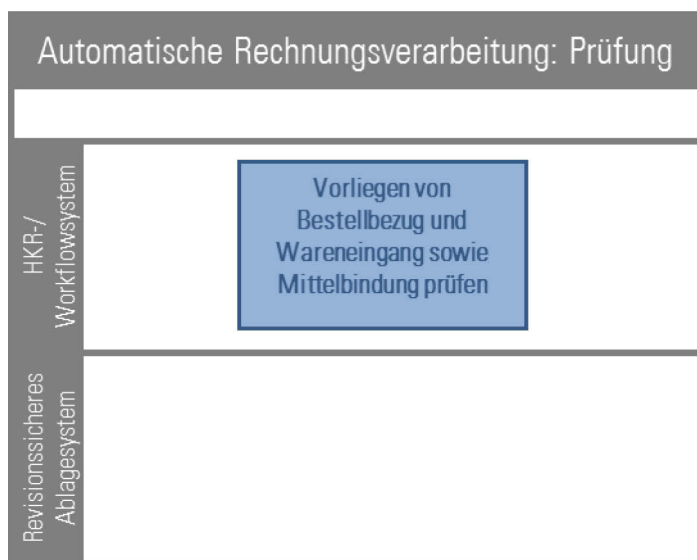 Automatische Rechnungsverarbeitung: Prüfung
HKR-/
Workflowsystem
Vorliegen von
Bestellbezug und
Wareneingang sowie
Mittelbindung prüfen
Revisionssicheres
Ablagesystem